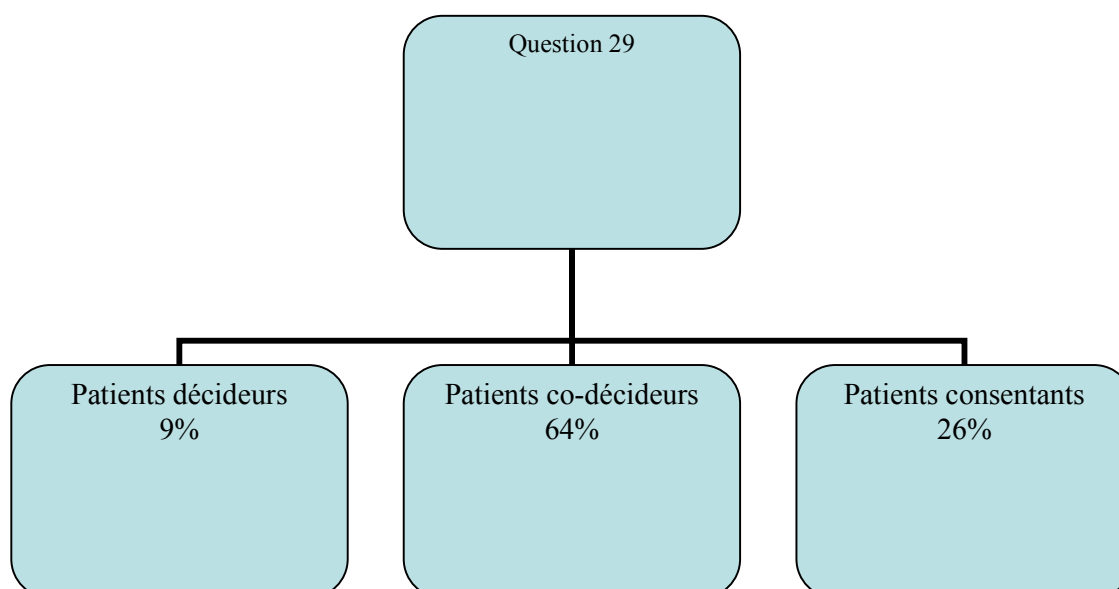 Question 29
Patients décideurs
9%
Patients co-décideurs
64%
Patients consentants
26%